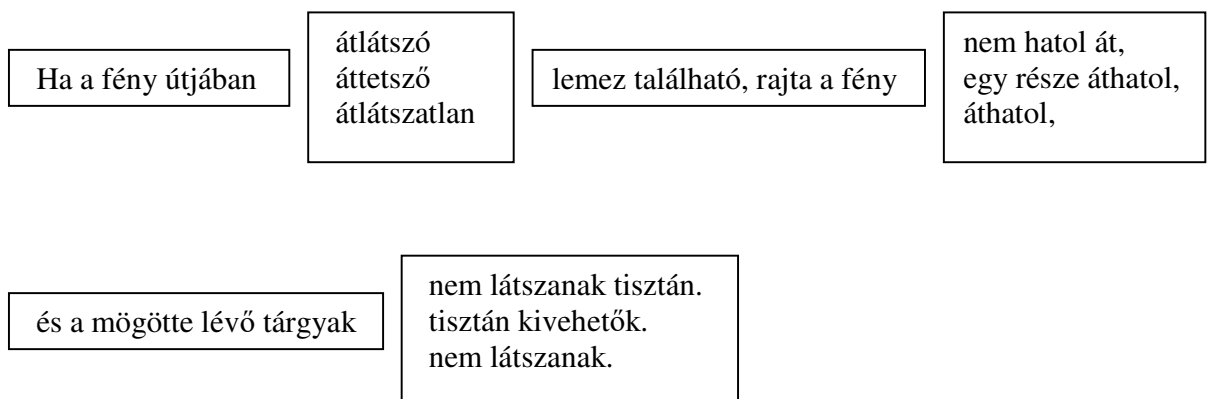 Ha a fény útjában
átlátszó
áttetsző
átlátszatlan
lemez található, rajta a fény
nem hatol át,
egy része áthatol,
áthatol,
és a mögötte lévő tárgyak
nem látszanak tisztán.
tisztán kivehetők.
nem látszanak.